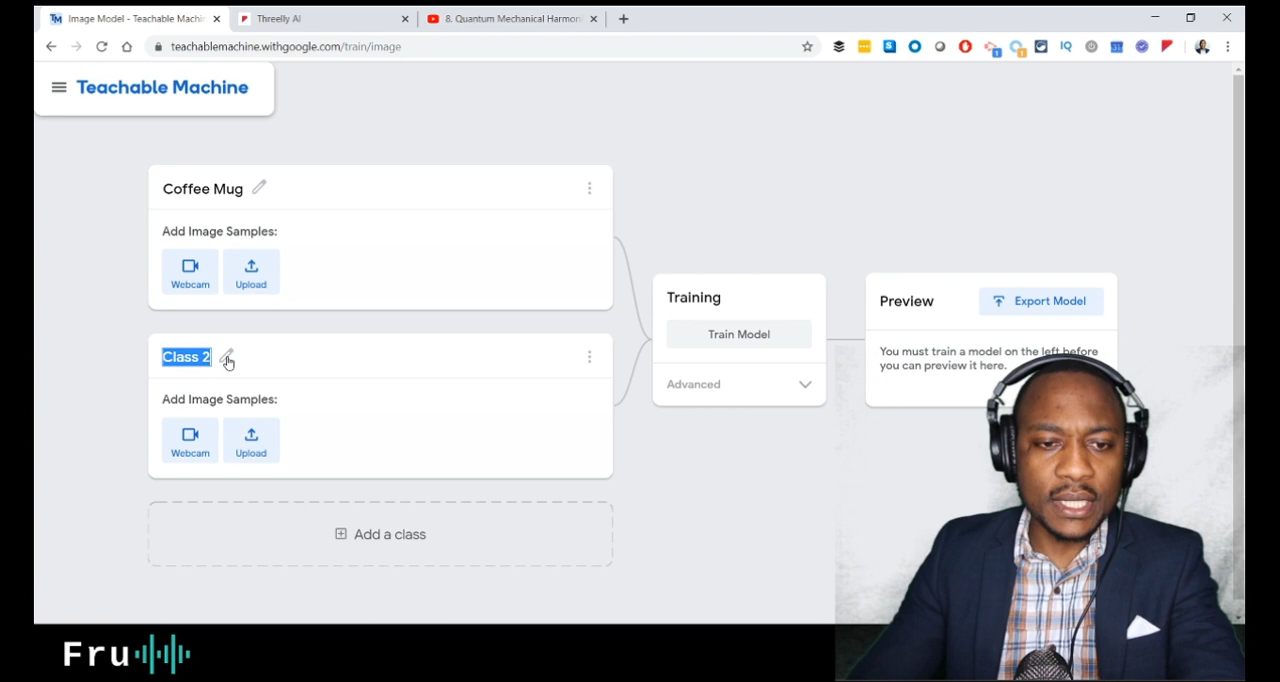 Image Model - Teachable Machin
Threelly AI
8. Quantum Mechanical Harmon
teachablemachine.withgoogle.com/train/image
Teachable Machine
Coffee Mug
Add Image Samples:
Webcam
Upload
Class 2
Add Image Samples:
Webcam
Upload
Add a class
Training
Train Model
Advanced
Preview
Export Model
You must train a model on the left before
you can preview it here.
Fru